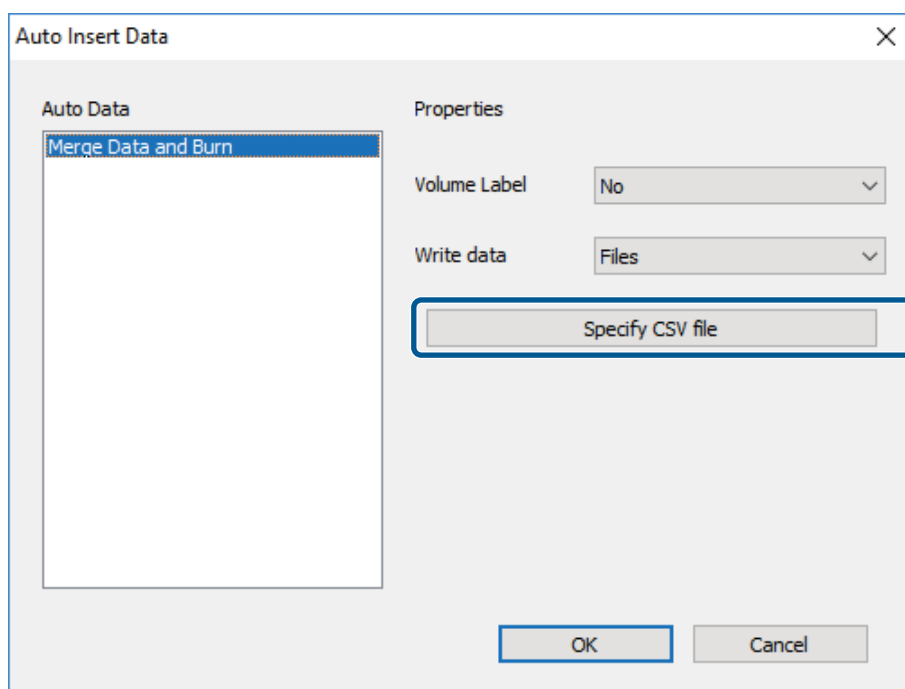 Auto Insert Data
Auto Data
Merge Data and Burn
Properties
Volume Label
No
Write data
Files
Specify CSV file
OK
Cancel